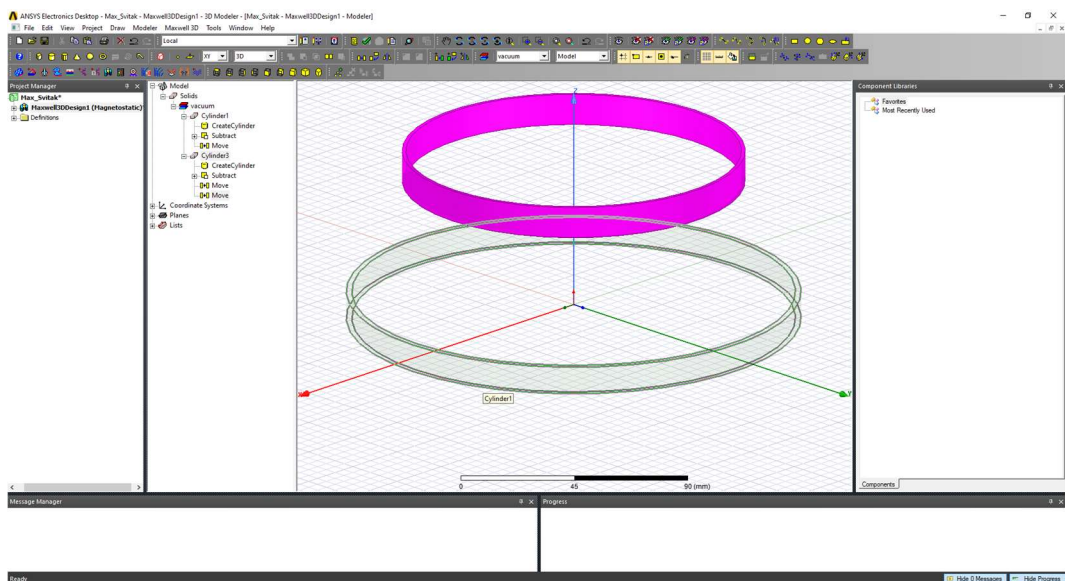 ANSYS Electronics Desktop - Max_Svitak - Maxwell3DDesign1 - 3D Modeler - [Max_Svitak - Maxwell3DDesign1 - Modeler]
File Edit View Project Draw Modeler Maxwell 3D Tools Window Help
Local
XY 3D vacuum Model
Project Manager
Max_Svitak*
Maxwell3DDesign1 (Magnetostatic)*
Definitions
Model
Solids
vacuum
Cylinder1
CreateCylinder
Subtract
Move
Cylinder3
CreateCylinder
Subtract
Move
Move
Coordinate Systems
Planes
Lists
Z
X
Y
Cylinder1
0 45 90 (mm)
Component Libraries
Favorites
Most Recently Used
Components
Message Manager
Progress
Ready
Hide 0 Messages Hide Progress